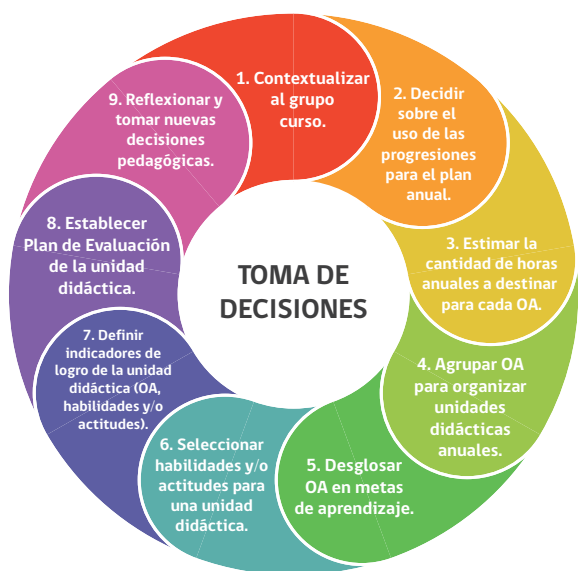 1. Contextualizar
al grupo
curso.
2. Decidir
sobre el
uso de las
progresiones
para el plan
anual.
3. Estimar la
cantidad de horas
anuales a destinar
para cada OA.
4. Agrupar OA
para organizar
unidades
didácticas
anuales.
5. Desglosar
OA en metas
de aprendizaje.
6. Seleccionar
habilidades y/o
actitudes para
una unidad
didáctica.
7. Definir
indicadores de
logro de la unidad
didáctica (OA,
habilidades y/o
actitudes).
8. Establecer
Plan de Evaluación
de la unidad
didáctica.
9. Reflexionar y
tomar nuevas
decisiones
pedagógicas.
TOMA DE
DECISIONES